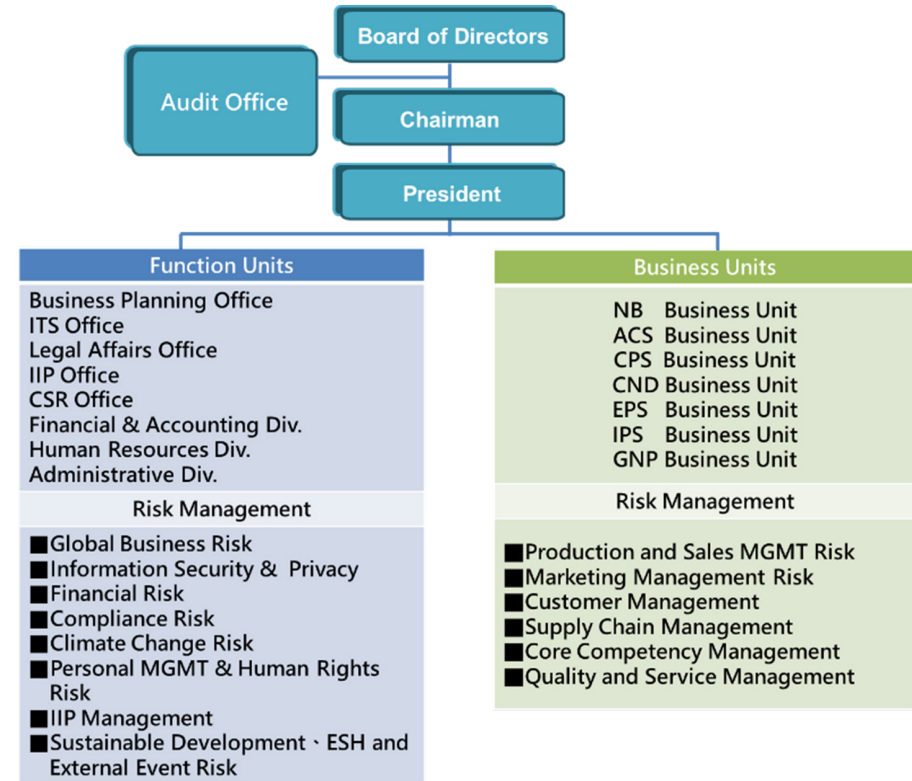 Board of Directors
Audit Office
Chairman
President
Function Units
Business Planning Office
ITS Office
Legal Affairs Office
IIP Office
CSR Office
Financial & Accounting Div.
Human Resources Div.
Administrative Div.
Risk Management
■Global Business Risk
■Information Security & Privacy
■Financial Risk
■Compliance Risk
■Climate Change Risk
■Personal MGMT & Human Rights
Risk
■IIP Management
■Sustainable Development、ESH and
External Event Risk
Business Units
NB Business Unit
ACS Business Unit
CPS Business Unit
CND Business Unit
EPS Business Unit
IPS Business Unit
GNP Business Unit
Risk Management
■Production and Sales MGMT Risk
■Marketing Management Risk
■Customer Management
■Supply Chain Management
■Core Competency Management
■Quality and Service Management